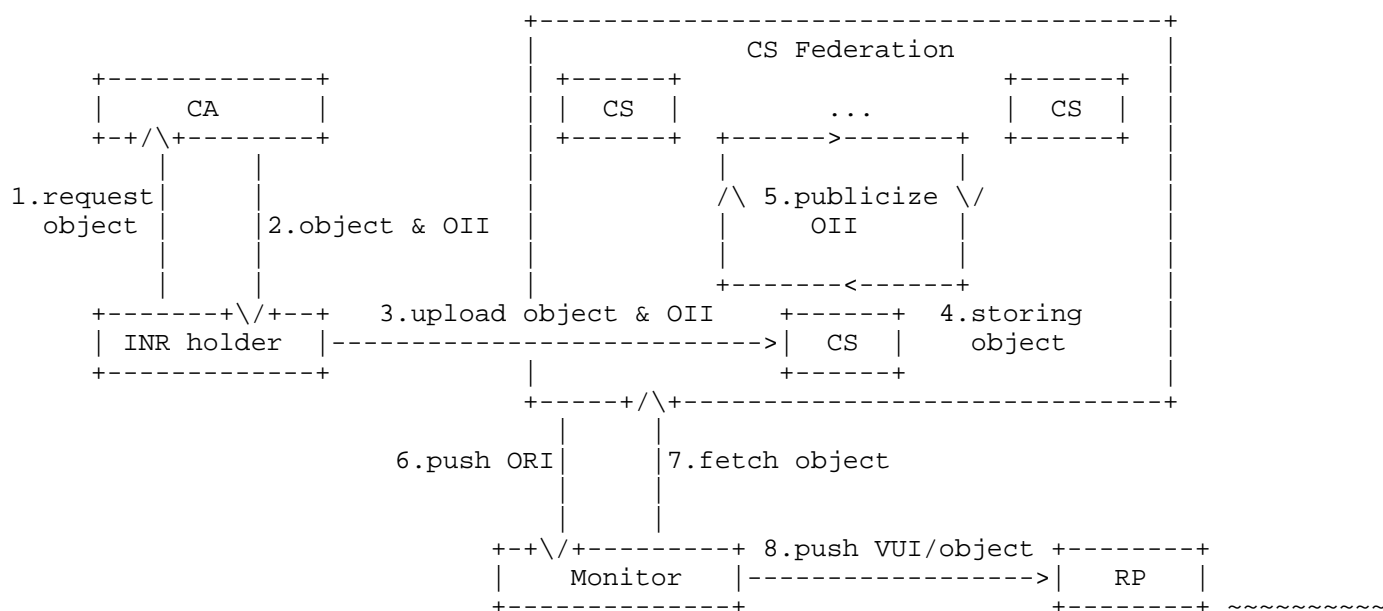 CS Federation
CA
CS ... CS
1.request
object
2.object & OII
5.publicize
OII
3.upload object & OII
4.storing
object
INR holder
CS
6.push ORI
7.fetch object
8.push VUI/object
Monitor
RP
~~~~~~~~~~